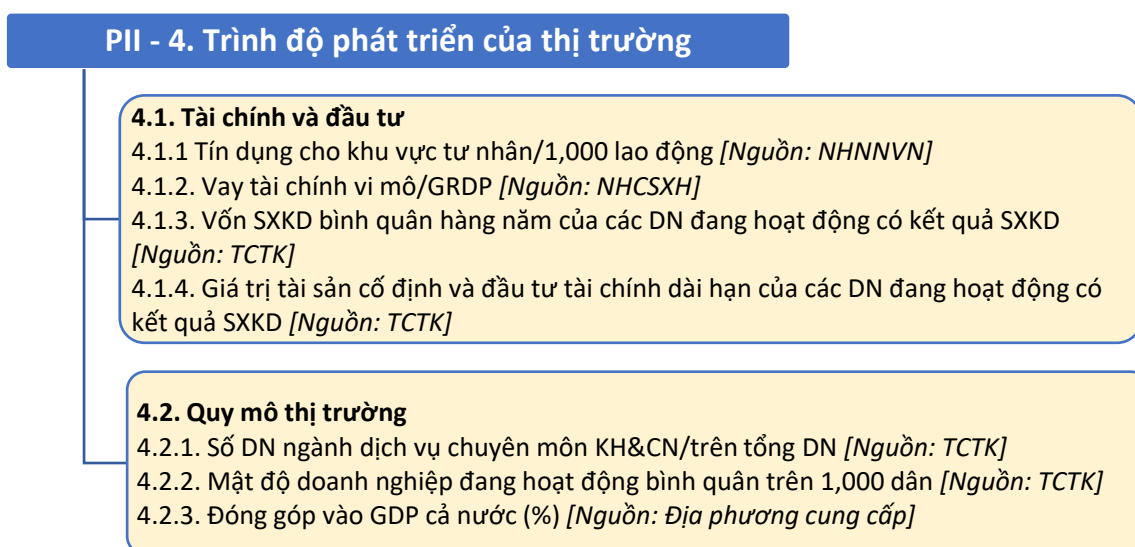 PII - 4. Trình độ phát triển của thị trường
4.1. Tài chính và đầu tư
4.1.1 Tín dụng cho khu vực tư nhân/1,000 lao động [Nguồn: NHNNVN]
4.1.2. Vay tài chính vi mô/GRDP [Nguồn: NHCSXH]
4.1.3. Vốn SXKD bình quân hàng năm của các DN đang hoạt động có kết quả SXKD
[Nguồn: TCTK]
4.1.4. Giá trị tài sản cố định và đầu tư tài chính dài hạn của các DN đang hoạt động có
kết quả SXKD [Nguồn: TCTK]
4.2. Quy mô thị trường
4.2.1. Số DN ngành dịch vụ chuyên môn KH&CN/trên tổng DN [Nguồn: TCTK]
4.2.2. Mật độ doanh nghiệp đang hoạt động bình quân trên 1,000 dân [Nguồn: TCTK]
4.2.3. Đóng góp vào GDP cả nước (%) [Nguồn: Địa phương cung cấp]